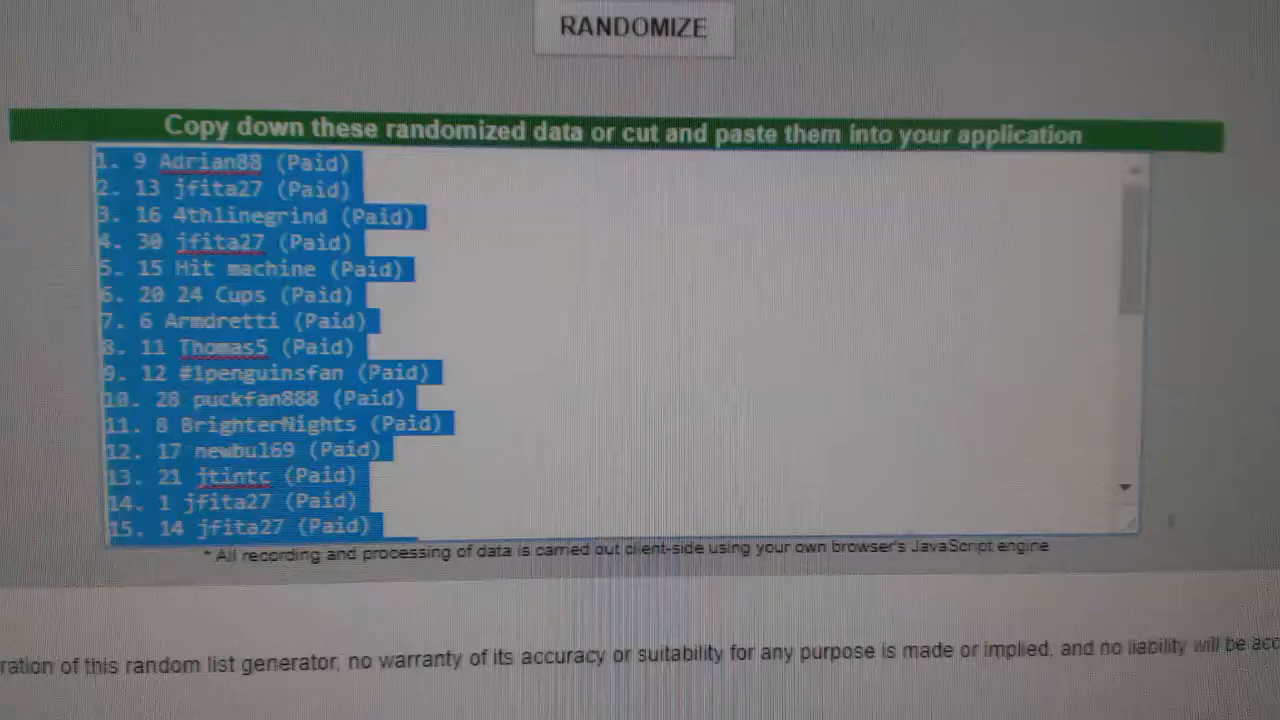 RANDOMIZE
Copy down these randomized data or cut and paste them into your application
1. 9 Adrian88 (Paid)
2. 13 jfita27 (Paid)
3. 16 4thlinegrind (Paid)
4. 30 jfita27 (Paid)
5. 15 Hit machine (Paid)
6. 20 24 Cups (Paid)
7. 6 Armdretti (Paid)
8. 11 Thomas5 (Paid)
9. 12 #1penguinsfan (Paid)
10. 28 puckfan888 (Paid)
11. 8 BrighterNights (Paid)
12. 17 newbu169 (Paid)
13. 21 jtintc (Paid)
14. 1 jfita27 (Paid)
15. 14 jfita27 (Paid)
* All recording and processing of data is carried out client-side using your own browser's JavaScript engine
ration of this random list generator, no warranty of its accuracy or suitability for any purpose is made or implied, and no liability will be acc